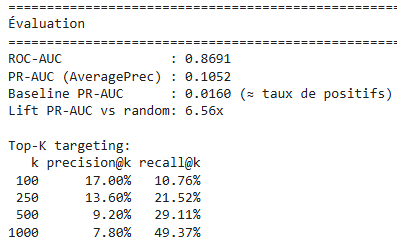 ==================================================
Évaluation
==================================================
ROC-AUC              : 0.8691
PR-AUC (AveragePrec) : 0.1052
Baseline PR-AUC      : 0.0160 (≈ taux de positifs)
Lift PR-AUC vs random: 6.56x

Top-K targeting:
   k precision@k recall@k
 100      17.00%   10.76%
 250      13.60%   21.52%
 500       9.20%   29.11%
1000       7.80%   49.37%